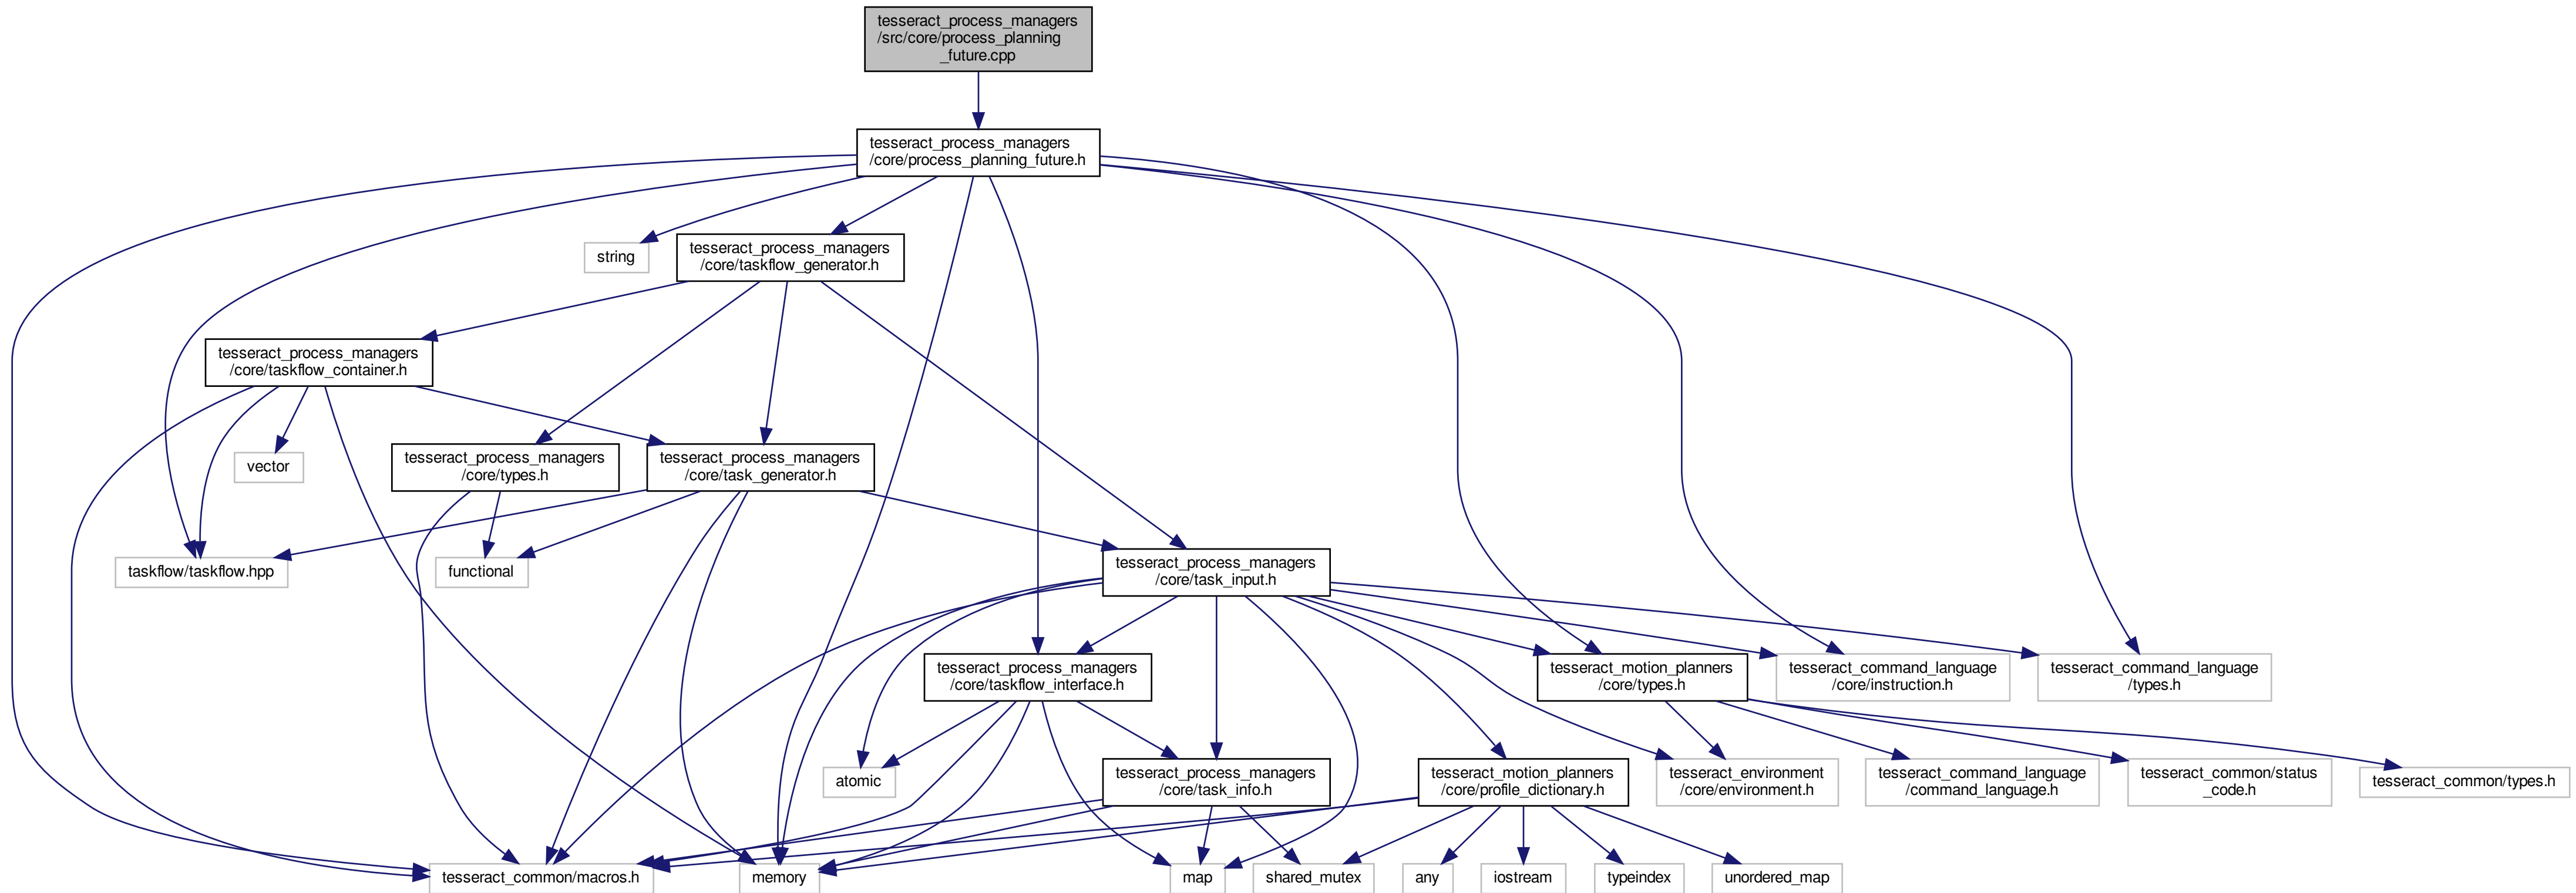 tesseract_process_managers
/src/core/process_planning
_future.cpp
tesseract_process_managers
/core/process_planning_future.h
string
tesseract_process_managers
/core/taskflow_generator.h
tesseract_process_managers
/core/taskflow_container.h
vector
tesseract_process_managers
/core/types.h
tesseract_process_managers
/core/task_generator.h
taskflow/taskflow.hpp
functional
tesseract_process_managers
/core/task_input.h
tesseract_process_managers
/core/taskflow_interface.h
tesseract_motion_planners
/core/types.h
tesseract_command_language
/core/instruction.h
tesseract_command_language
/types.h
atomic
tesseract_process_managers
/core/task_info.h
tesseract_motion_planners
/core/profile_dictionary.h
tesseract_environment
/core/environment.h
tesseract_command_language
/command_language.h
tesseract_common/status
_code.h
tesseract_common/types.h
tesseract_common/macros.h
memory
map
shared_mutex
any
iostream
typeindex
unordered_map